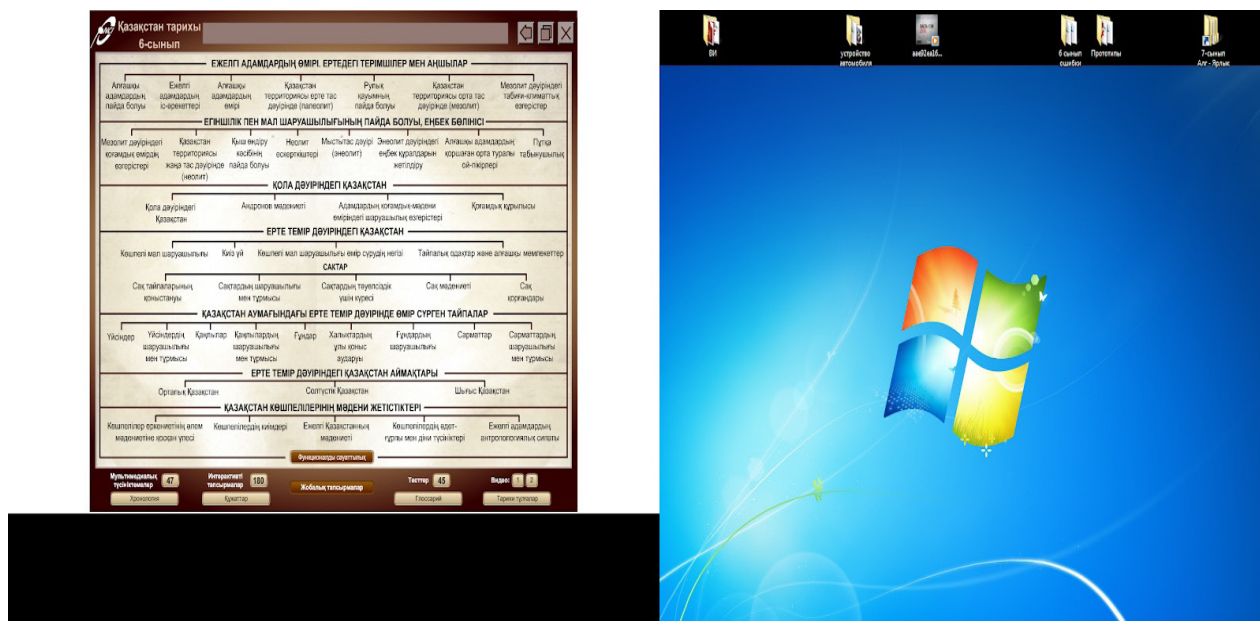 Қазақстан тарихы
6-сынып
ЕЖЕЛГІ АДАМДАРДЫҢ ӨМІРІ. ЕРТЕДЕГІ ТЕРІМШІЛЕР МЕН АҢШЫЛАР
Алғашқы адамдардың пайда болуы
Ежелгі адамдардың іс-әрекеттері
Алғашқы адамдардың өмірі
Қазақстан территориясы ерте тас дәуірінде (палеолит)
Рулық қауымның пайда болуы
Қазақстан территориясы орта тас дәуірінде (мезолит)
Мезолит дәуіріндегі табиғи-климаттық өзгерістер
ЕГІНШІЛІК ПЕН МАЛ ШАРУАШЫЛЫҒЫНЫҢ ПАЙДА БОЛУЫ, ЕҢБЕК БӨЛІНІСІ
Мезолит дәуіріндегі қоғамдық өмірдің өзгерістері
Қазақстан территориясы жаңа тас дәуірінде (неолит)
Қыш өндіру кәсібінің пайда болуы
Неолит ескерткіштері
Мыстытас дәуірі (энеолит)
Энеолит дәуіріндегі еңбек құралдарын жетілдіру
Алғашқы адамдардың қоршаған орта туралы ой-пікірлері
Пұтқа табынушылық
ҚОЛА ДӘУІРІНДЕГІ ҚАЗАҚСТАН
Қола дәуіріндегі Қазақстан
Андронов мәдениеті
Адамдардың қоғамдық-мәдени өміріндегі шаруашылық өзгерістері
Қоғамдық құрылысы
ЕРТЕ ТЕМІР ДӘУІРІНДЕГІ ҚАЗАҚСТАН
Көшпелі мал шаруашылығы
Киіз үй
Көшпелі мал шаруашылығы өмір сүрудің негізі
Тайпалық одақтар және алғашқы мемлекеттер
САКТАР
Сақ тайпаларының қоныстануы
Сақтардың шаруашылығы мен тұрмысы
Сақтардың тәуелсіздік үшін күресі
Сақ мәдениеті
Сақ қорғандары
ҚАЗАҚСТАН АУМАҒЫНДАҒЫ ЕРТЕ ТЕМІР ДӘУІРІНДЕ ӨМІР СҮРГЕН ТАЙПАЛАР
Үйсіндер
Үйсіндердің шаруашылығы мен тұрмысы
Қаңлылар
Қаңлылардың шаруашылығы мен тұрмысы
Ғұндар
Халықтардың ұлы қоныс аударуы
Ғұндардың шаруашылығы
Сарматтар
Сарматтардың шаруашылығы мен тұрмысы
ЕРТЕ ТЕМІР ДӘУІРІНДЕГІ ҚАЗАҚСТАН АЙМАҚТАРЫ
Орталық Қазақстан
Солтүстік Қазақстан
Шығыс Қазақстан
ҚАЗАҚСТАН КӨШПЕЛІЛЕРІНІҢ МӘДЕНИ ЖЕТІСТІКТЕРІ
Көшпелілер өркениетінің әлем мәдениетіне қосқан үлесі
Көшпелілердің киімдері
Ежелгі Қазақстанның мәдениеті
Көшпелілердің әдет-ғұрпы мен діни түсініктері
Ежелгі адамдардың антропологиялық сипаты
Функционалды сауаттылық
Мультимедиалық түсініктемелер 47
Интерактивті тапсырмалар 180
Жобалық тапсырмалар
Тесттер 45
Видео: 1 2
Хронология
Құжаттар
Глоссарий
Тарихи тұлғалар
ВИ
устройство автомобиля
6 сынып ошибки
Прототипы
7-сынып Алг - Ярлык